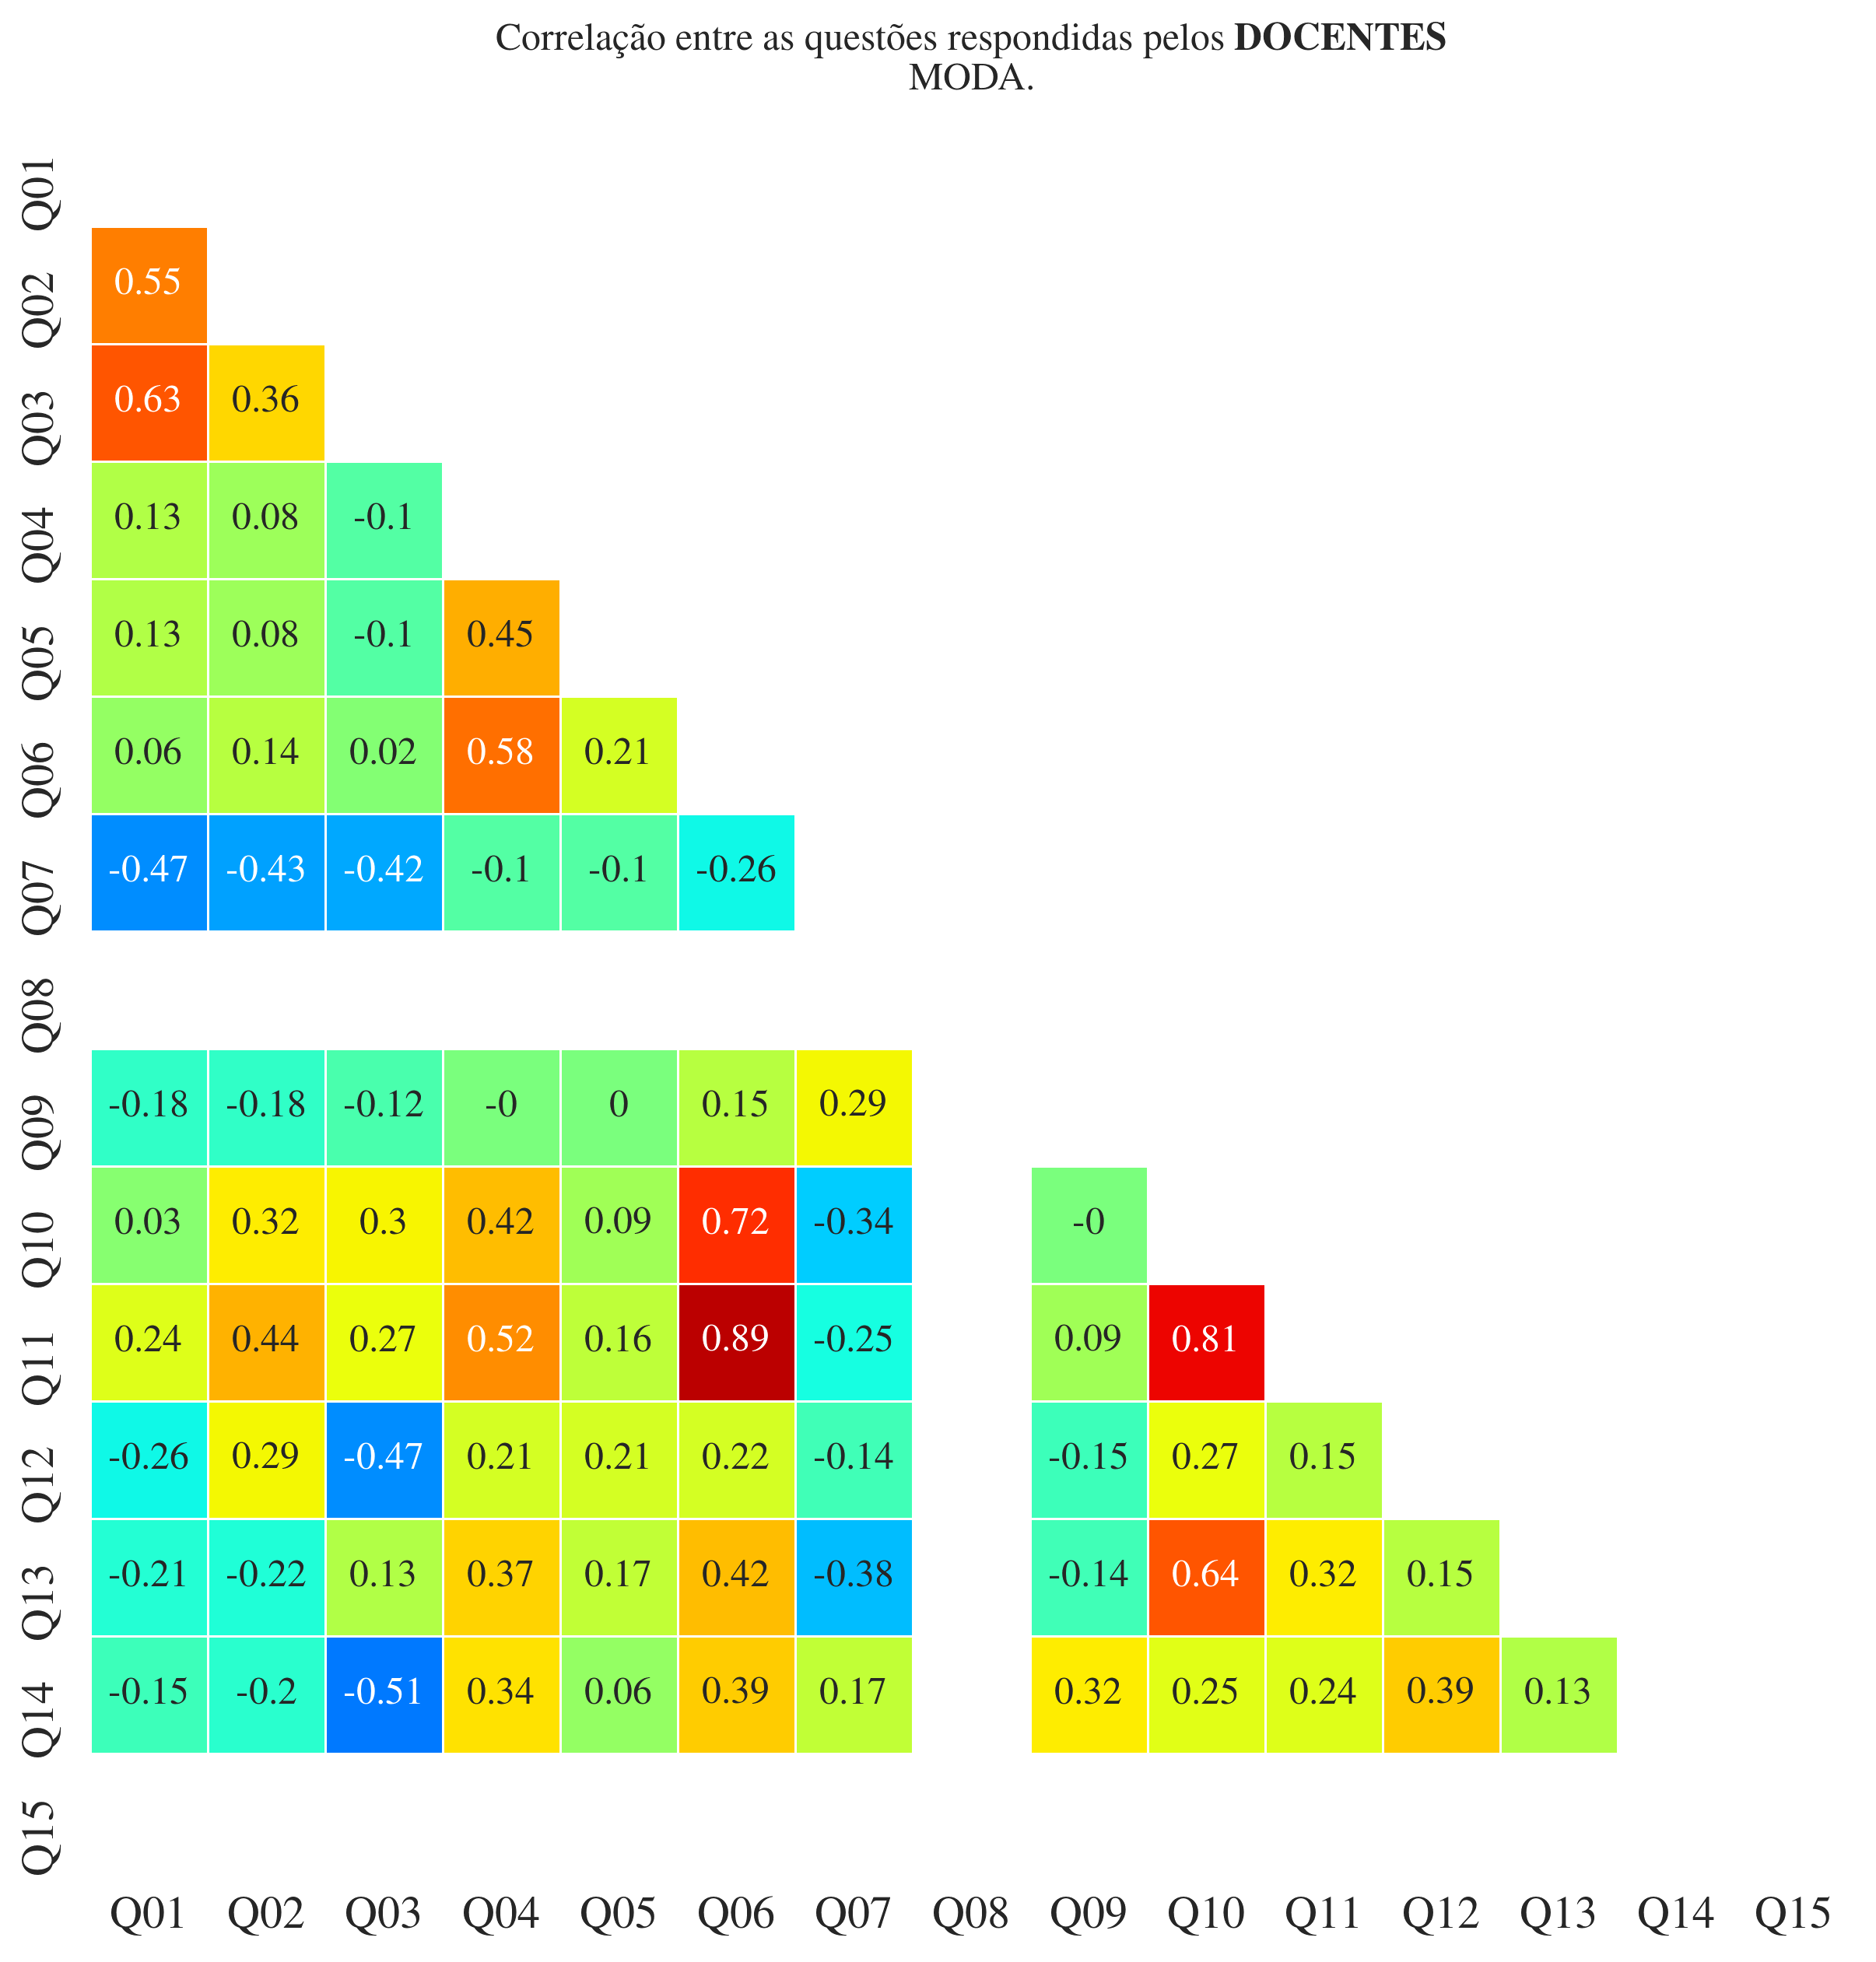 Correlação entre as questões respondidas pelos DOCENTES
MODA.
Q01
Q02 0.55
Q03 0.63 0.36
Q04 0.13 0.08 -0.1
Q05 0.13 0.08 -0.1 0.45
Q06 0.06 0.14 0.02 0.58 0.21
Q07 -0.47 -0.43 -0.42 -0.1 -0.1 -0.26
Q08
Q09 -0.18 -0.18 -0.12 -0 0 0.15 0.29
Q10 0.03 0.32 0.3 0.42 0.09 0.72 -0.34 -0
Q11 0.24 0.44 0.27 0.52 0.16 0.89 -0.25 0.09 0.81
Q12 -0.26 0.29 -0.47 0.21 0.21 0.22 -0.14 -0.15 0.27 0.15
Q13 -0.21 -0.22 0.13 0.37 0.17 0.42 -0.38 -0.14 0.64 0.32 0.15
Q14 -0.15 -0.2 -0.51 0.34 0.06 0.39 0.17 0.32 0.25 0.24 0.39 0.13
Q15
Q01 Q02 Q03 Q04 Q05 Q06 Q07 Q08 Q09 Q10 Q11 Q12 Q13 Q14 Q15